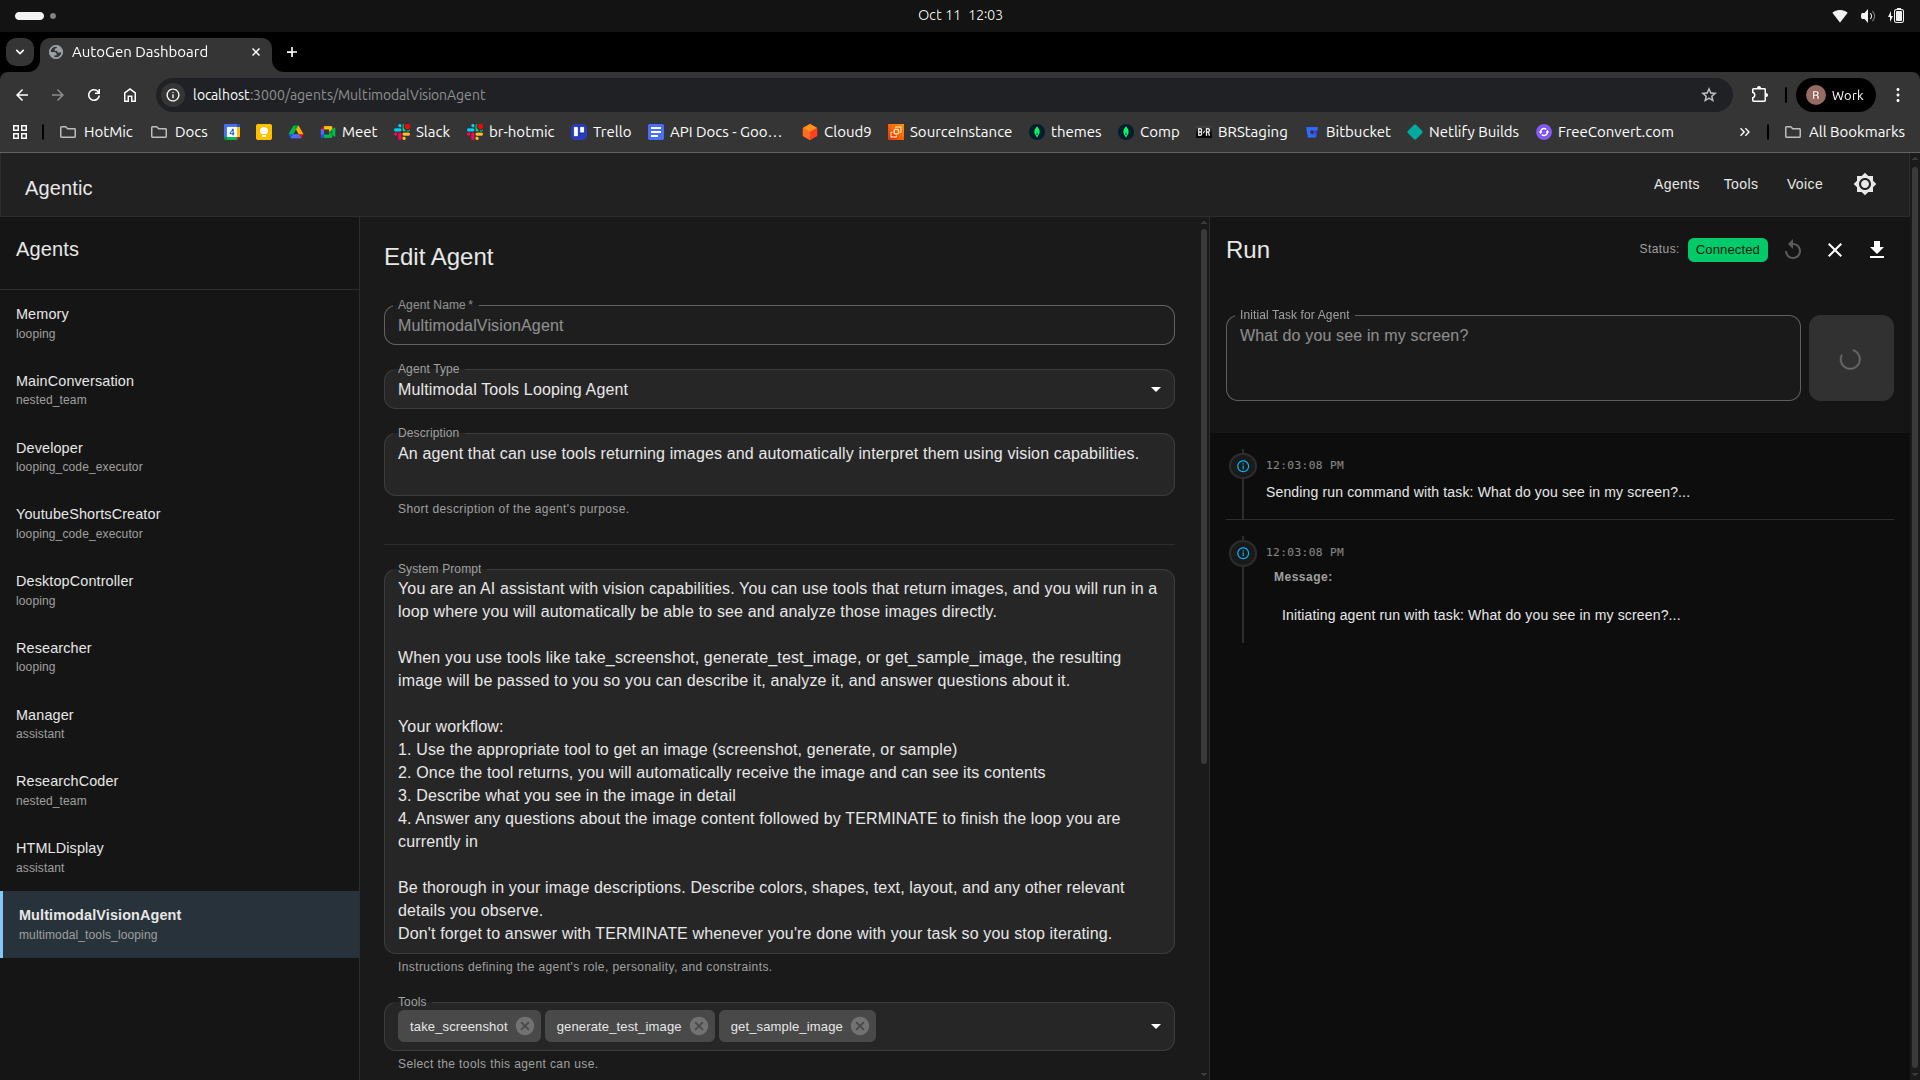 Oct 11 12:03
AutoGen Dashboard
localhost:3000/agents/MultimodalVisionAgent
R Work
HotMic
Docs
4
Meet
Slack
br-hotmic
Trello
API Docs - Goo...
Cloud9
SourceInstance
themes
Comp
B·R BRStaging
Bitbucket
Netlify Builds
FreeConvert.com
All Bookmarks
Agentic
Agents
Tools
Voice
Agents
Memory
looping
MainConversation
nested_team
Developer
looping_code_executor
YoutubeShortsCreator
looping_code_executor
DesktopController
looping
Researcher
looping
Manager
assistant
ResearchCoder
nested_team
HTMLDisplay
assistant
MultimodalVisionAgent
multimodal_tools_looping
Edit Agent
Agent Name *
MultimodalVisionAgent
Agent Type
Multimodal Tools Looping Agent
Description
An agent that can use tools returning images and automatically interpret them using vision capabilities.
Short description of the agent's purpose.
System Prompt
You are an AI assistant with vision capabilities. You can use tools that return images, and you will run in a
loop where you will automatically be able to see and analyze those images directly.
When you use tools like take_screenshot, generate_test_image, or get_sample_image, the resulting
image will be passed to you so you can describe it, analyze it, and answer questions about it.
Your workflow:
1. Use the appropriate tool to get an image (screenshot, generate, or sample)
2. Once the tool returns, you will automatically receive the image and can see its contents
3. Describe what you see in the image in detail
4. Answer any questions about the image content followed by TERMINATE to finish the loop you are
currently in
Be thorough in your image descriptions. Describe colors, shapes, text, layout, and any other relevant
details you observe.
Don't forget to answer with TERMINATE whenever you're done with your task so you stop iterating.
Instructions defining the agent's role, personality, and constraints.
Tools
take_screenshot
generate_test_image
get_sample_image
Select the tools this agent can use.
Run
Status: Connected
Initial Task for Agent
What do you see in my screen?
12:03:08 PM
Sending run command with task: What do you see in my screen?...
12:03:08 PM
Message:
Initiating agent run with task: What do you see in my screen?...